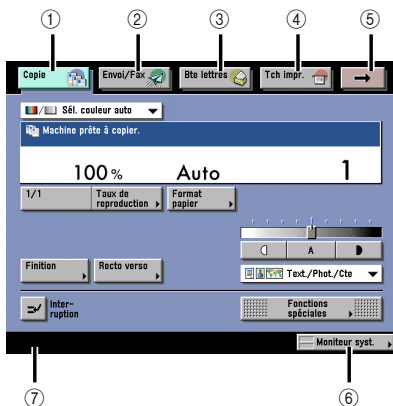 ① ② ③ ④ ⑤
Copie Envoi/Fax Bte lettres Tch impr. →
/ Sél. couleur auto
Machine prête à copier.
100 % Auto 1
1/1 Taux de reproduction Format papier
A
Finition Recto verso Text./Phot./Cte
Inter-
ruption
Fonctions
spéciales
Moniteur syst.
⑦ ⑥